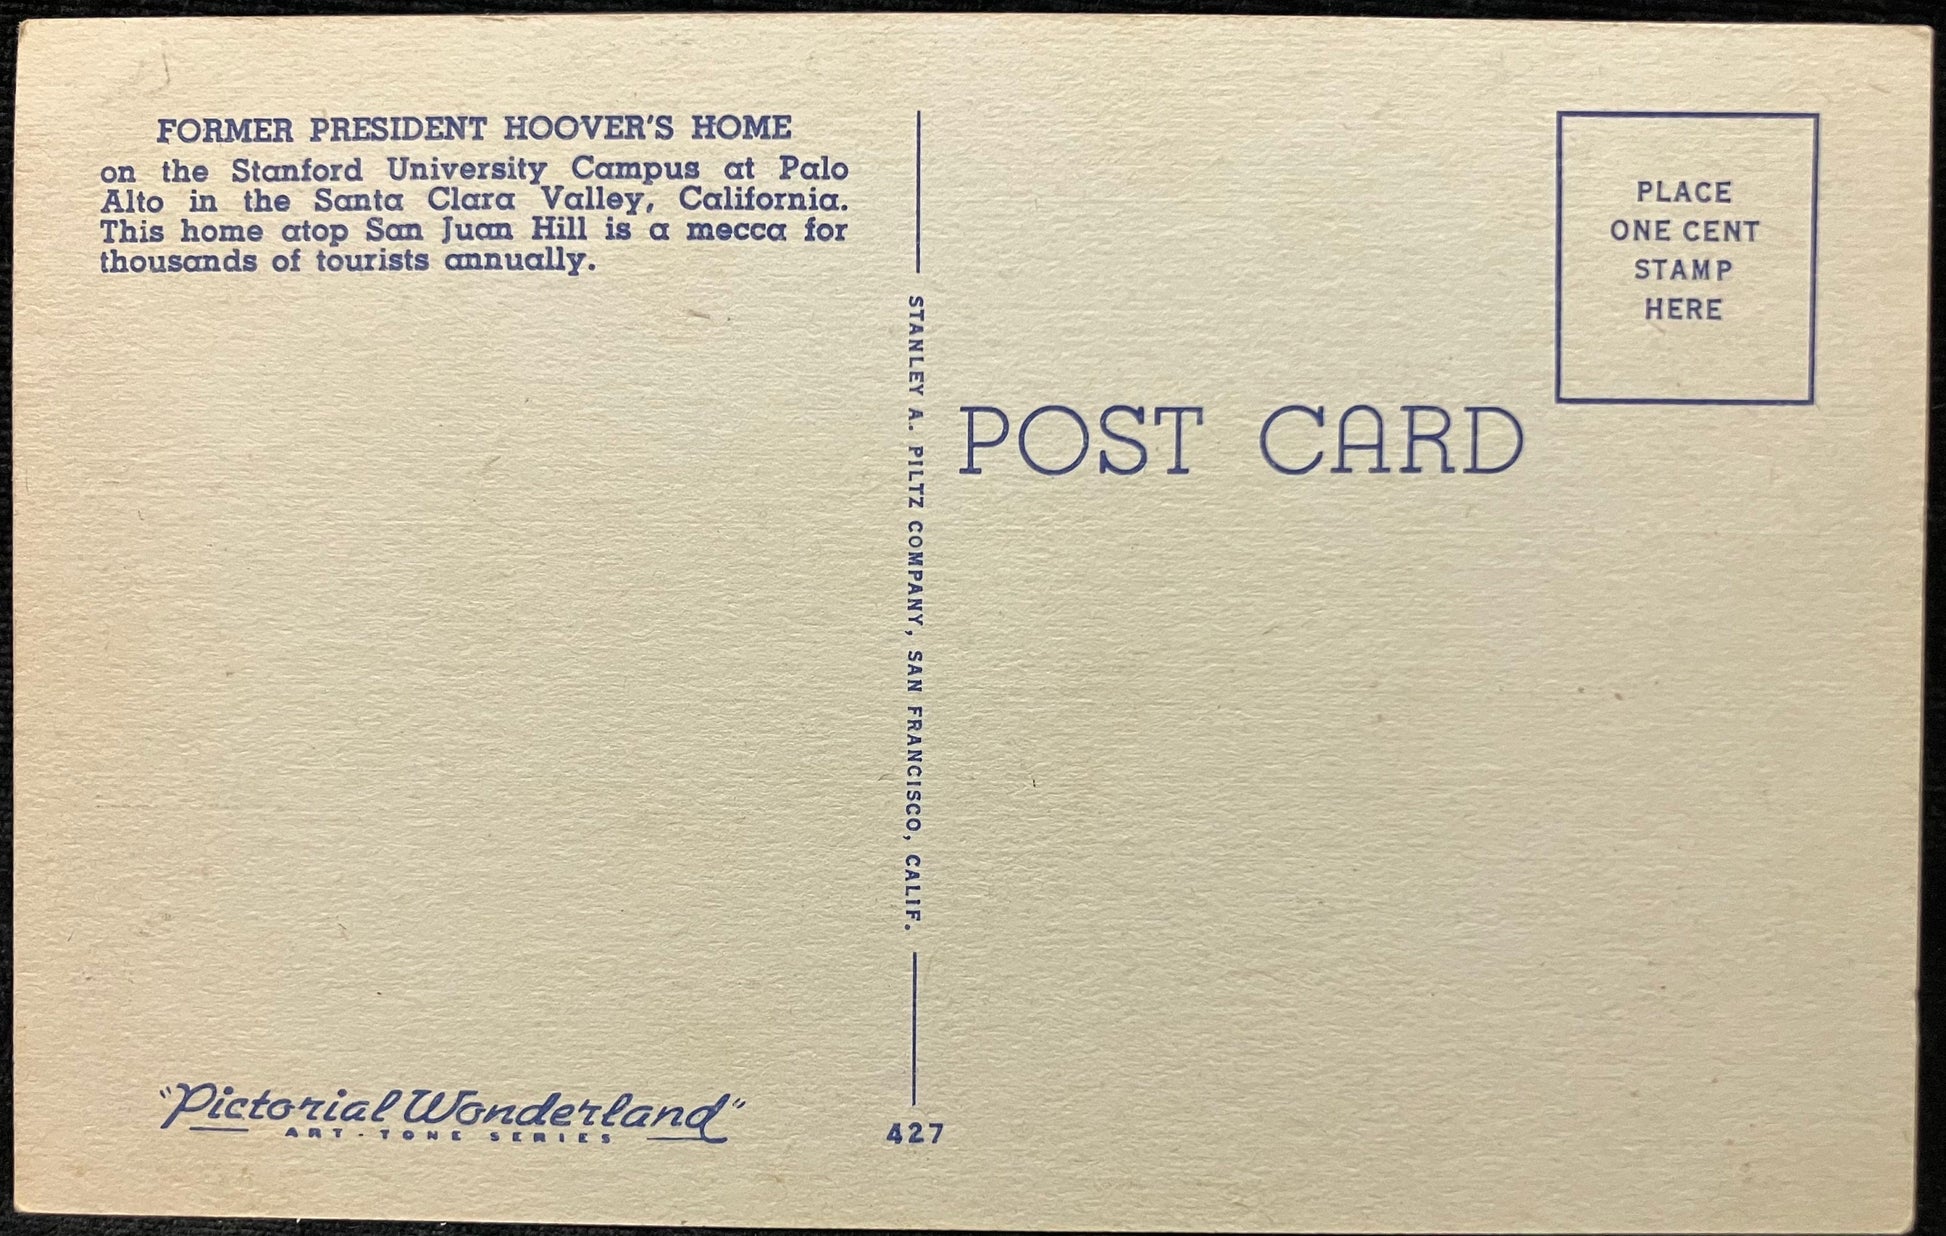 FORMER PRESIDENT HOOVER'S HOME
on the Stanford University Campus at Palo
Alto in the Santa Clara Valley, California.
This home atop San Juan Hill is a mecca for
thousands of tourists annually.
STANLEY A. PILTZ COMPANY, SAN FRANCISCO, CALIF.
PLACE
ONE CENT
STAMP
HERE
POST CARD
"Pictorial Wonderland"
ART-TONE SERIES
427